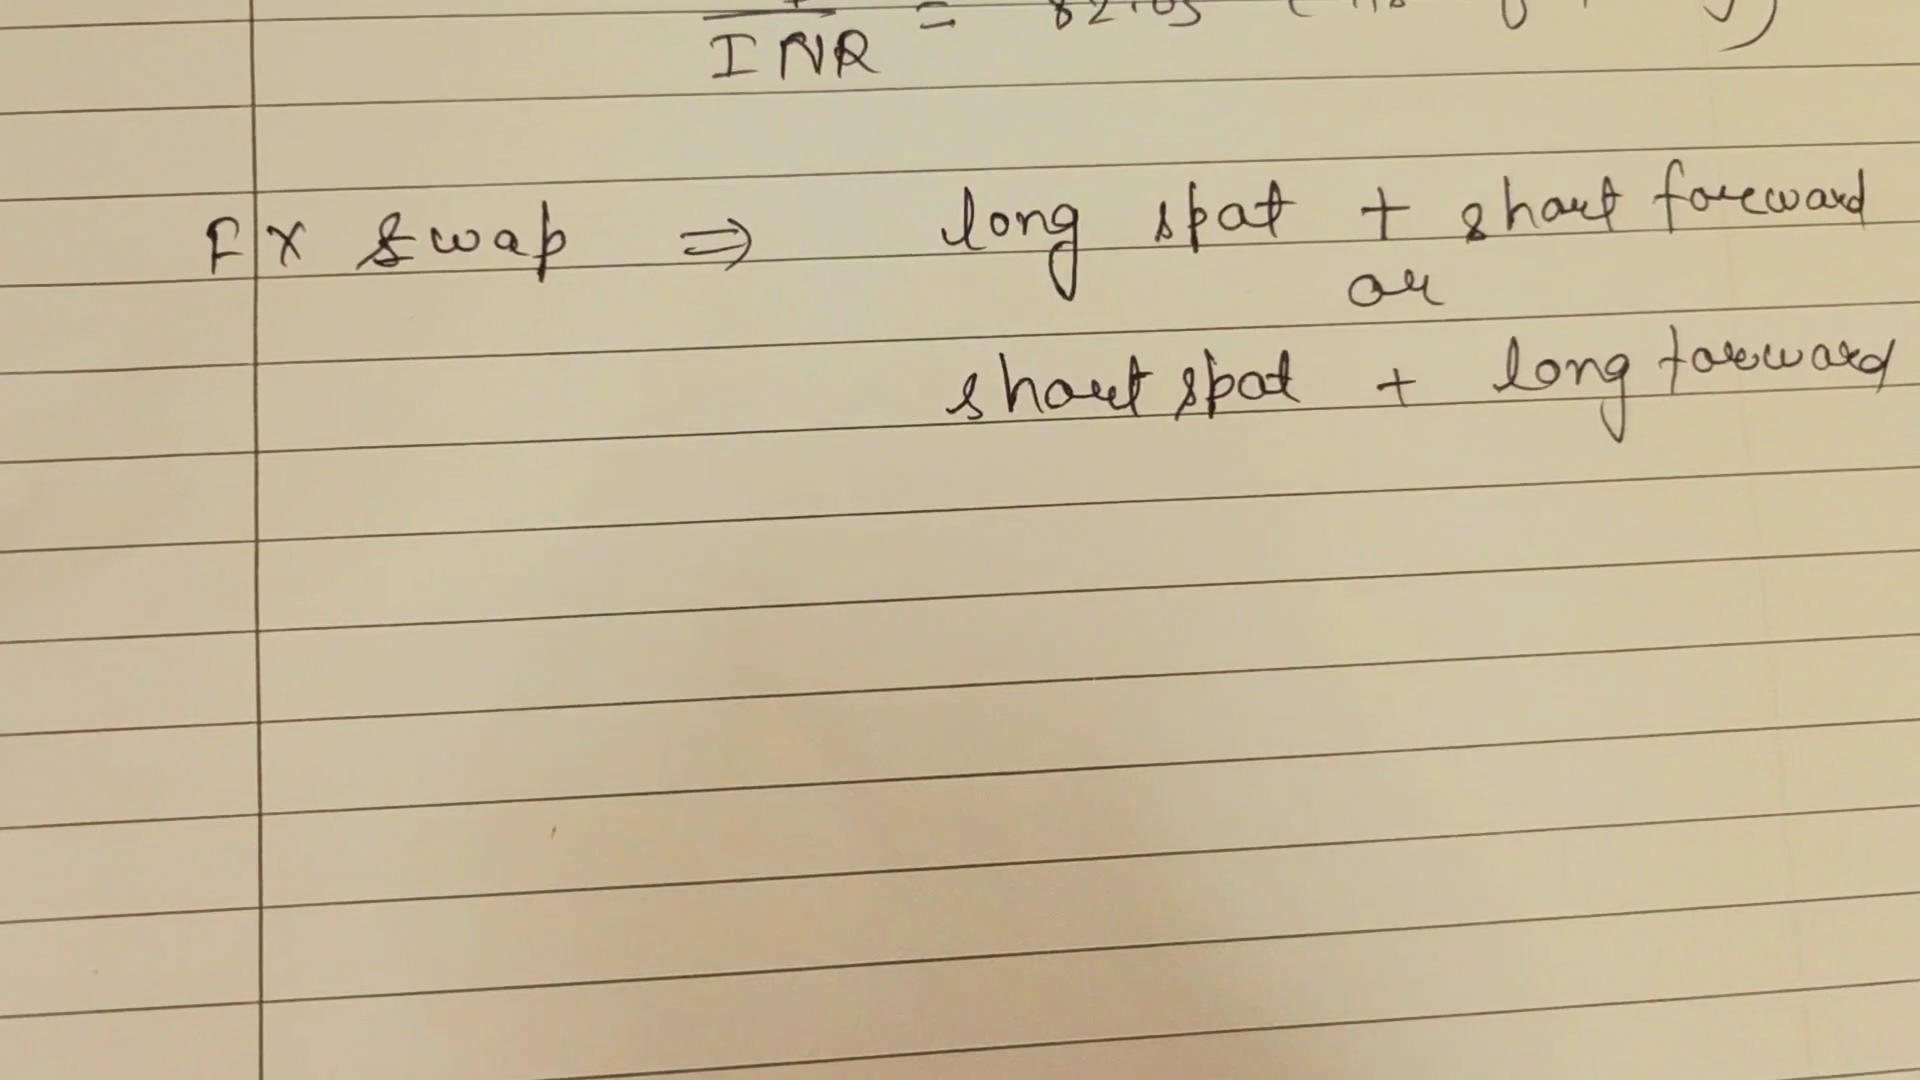 INR =
FX swap ⇒ long spot + short forward
or
short spot + long forward